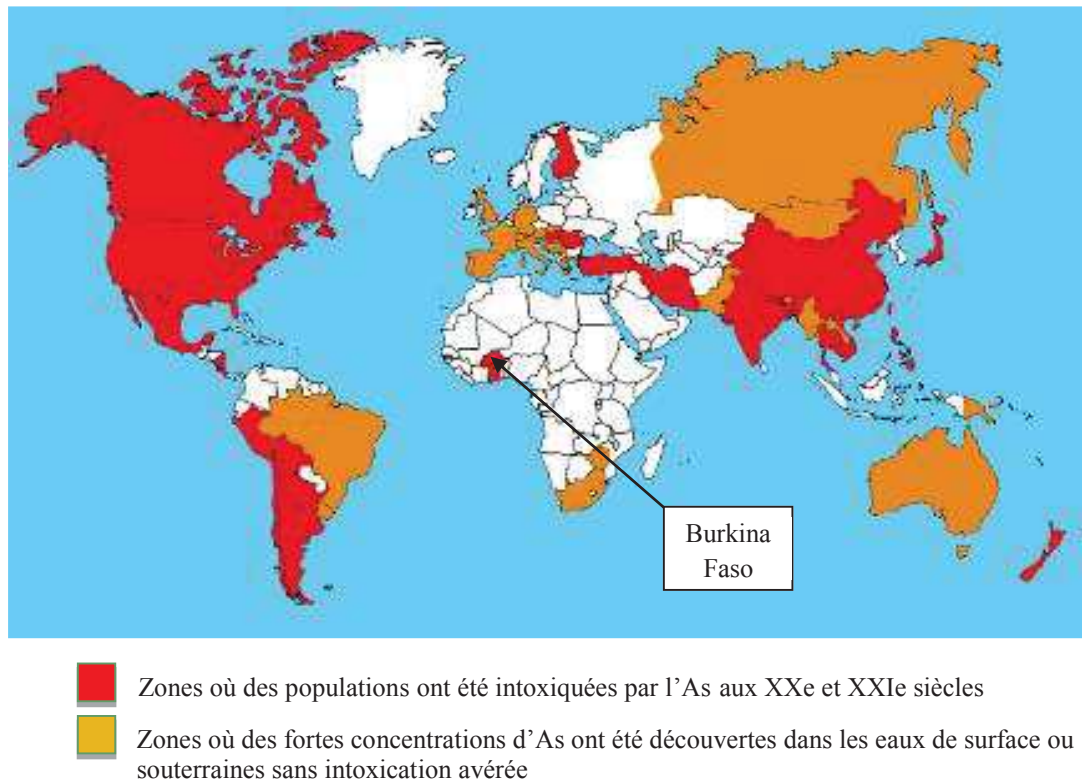 Burkina
Faso
Zones où des populations ont été intoxiquées par l'As aux XXe et XXIe siècles
Zones où des fortes concentrations d'As ont été découvertes dans les eaux de surface ou
souterraines sans intoxication avérée